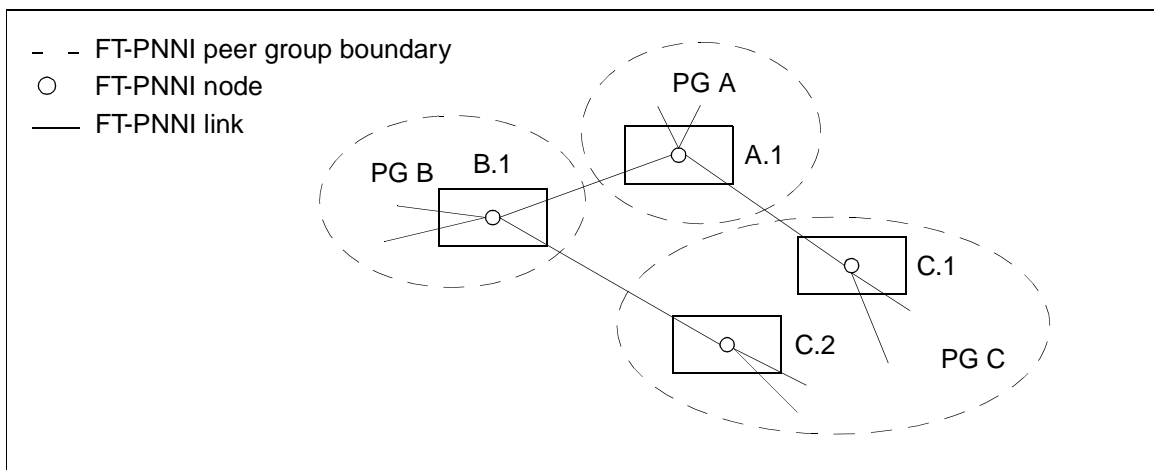 FT-PNNI peer group boundary
FT-PNNI node
FT-PNNI link
PG A
A.1
PG B
B.1
C.1
C.2
PG C